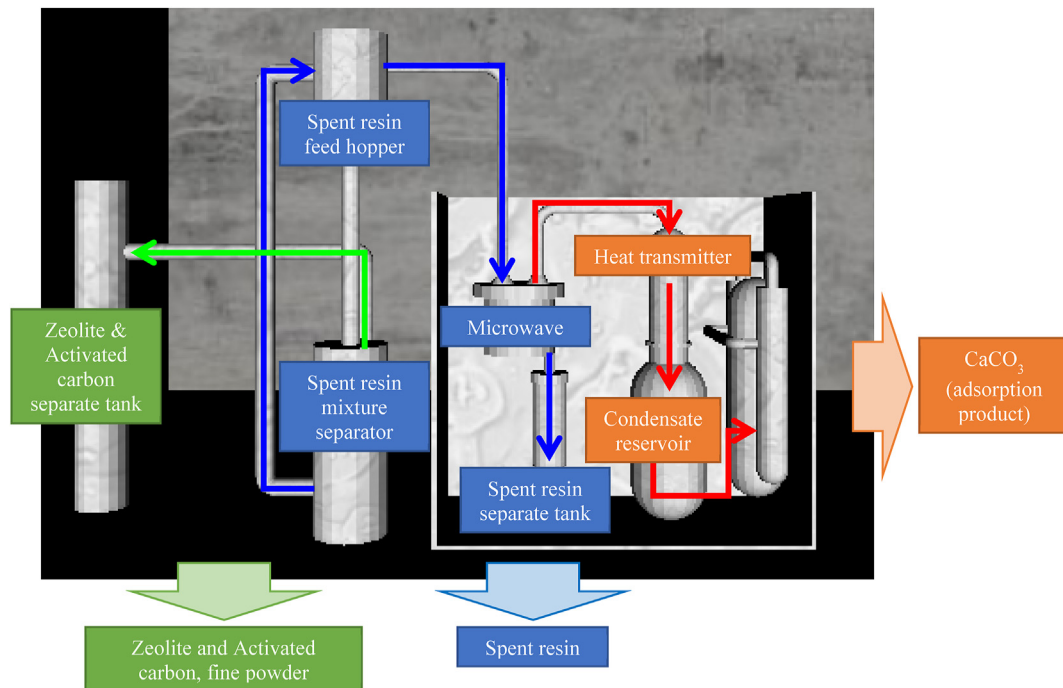 Spent resin
feed hopper
Heat transmitter
Zeolite &
Activated
carbon
separate tank
Microwave
CaCO₃
(adsorption
product)
Spent resin
mixture
separator
Condensate
reservoir
Spent resin
separate tank
Zeolite and Activated
carbon, fine powder
Spent resin